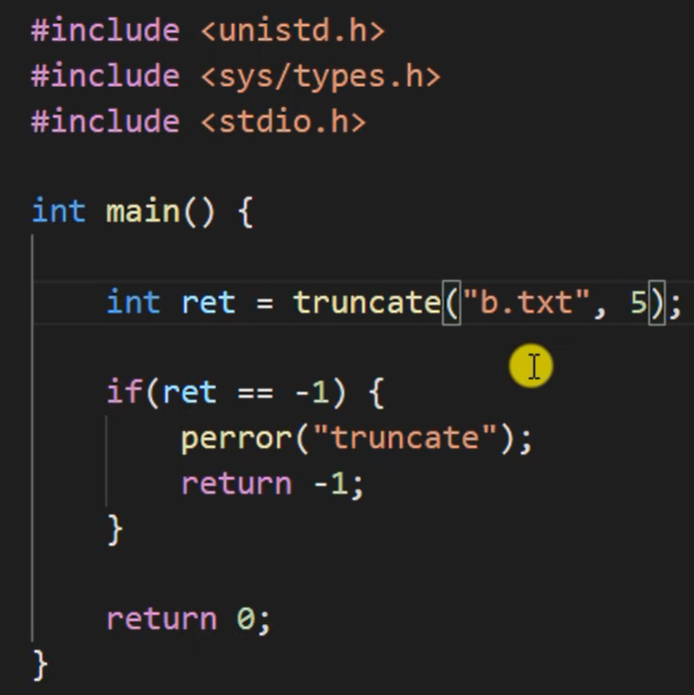 #include <unistd.h>
#include <sys/types.h>
#include <stdio.h>
int main() {
int ret = truncate("b.txt", 5);
if(ret == -1) {
perror("truncate");
return -1;
}
return 0;
}